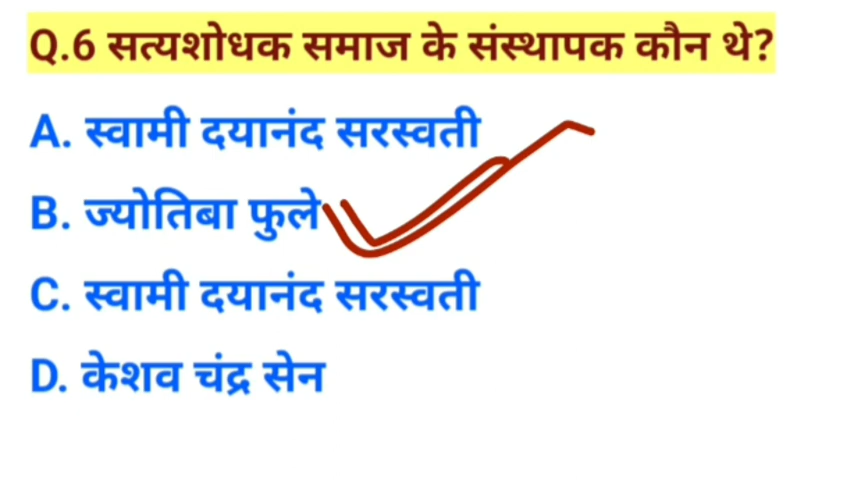 Q.6 सत्यशोधक समाज के संस्थापक कौन थे?
A. स्वामी दयानंद सरस्वती
B. ज्योतिबा फुले
C. स्वामी दयानंद सरस्वती
D. केशव चंद्र सेन